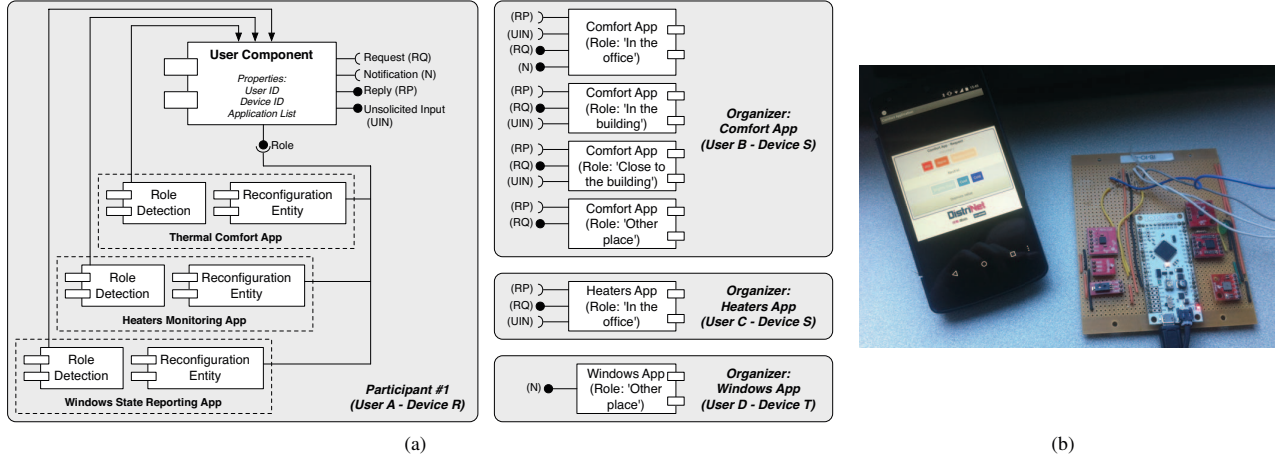 User Component
Properties:
User ID
Device ID
Application List
Request (RQ)
Notification (N)
Reply (RP)
Unsolicited Input
(UIN)
Role
Role
Detection
Reconfiguration
Entity
Thermal Comfort App
Role
Detection
Reconfiguration
Entity
Heaters Monitoring App
Role
Detection
Reconfiguration
Entity
Windows State Reporting App
Participant #1
(User A - Device R)
(RP)
(UIN)
(RQ)
(N)
Comfort App
(Role: 'In the
office')
(RP)
(RQ)
(UIN)
Comfort App
(Role: 'In the
building')
(RP)
(RQ)
(UIN)
Comfort App
(Role: 'Close to
the building')
(RP)
(RQ)
Comfort App
(Role: 'Other
place')
Organizer:
Comfort App
(User B - Device S)
(RP)
(RQ)
(UIN)
Heaters App
(Role: 'In the
office')
Organizer:
Heaters App
(User C - Device S)
(N)
Windows App
(Role: 'Other
place')
Organizer:
Windows App
(User D - Device T)
(a)
DistriNet
(b)